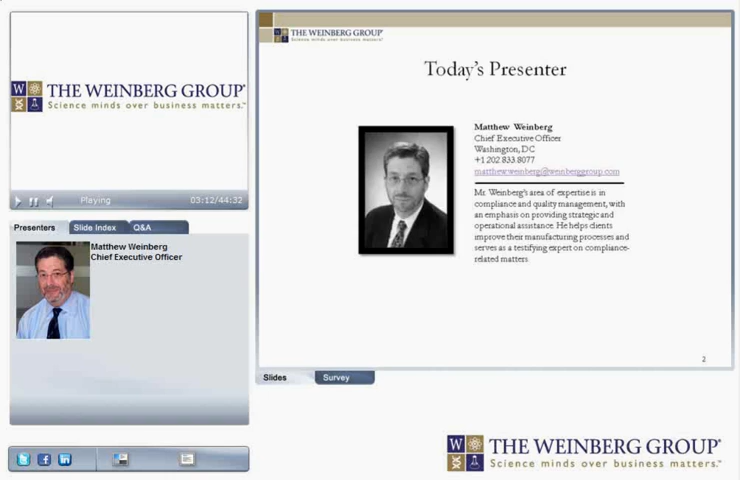 THE WEINBERG GROUP
Science minds over business matters.
Playing
03:12/44:32
Presenters
Slide Index
Q&A
Matthew Weinberg
Chief Executive Officer
THE WEINBERG GROUP
Science minds over business matters.
Today's Presenter
Matthew Weinberg
Chief Executive Officer
Washington, DC
+1 202.833.8077
matthew.weinberg@weinberggroup.com
Mr. Weinberg's area of expertise is in
compliance and quality management, with
an emphasis on providing strategic and
operational assistance. He helps clients
improve their manufacturing processes and
serves as a testifying expert on compliance-
related matters.
2
Slides
Survey
W
THE WEINBERG GROUP
Science minds over business matters.